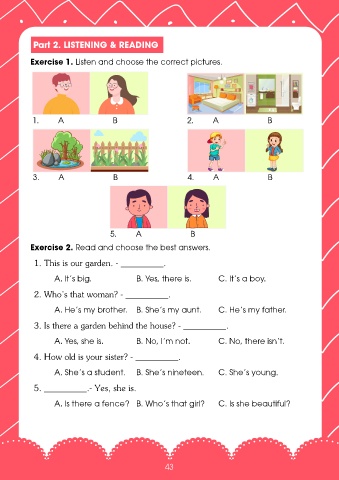 Part 2. LISTENING & READING
Exercise 1. Listen and choose the correct pictures.
1. A B 2. A B
3. A B 4. A B
5. A B
Exercise 2. Read and choose the best answers.
1. This is our garden. - __________.
A. It's big. B. Yes, there is. C. It's a boy.
2. Who's that woman? - __________.
A. He's my brother. B. She's my aunt. C. He's my father.
3. Is there a garden behind the house? - __________.
A. Yes, she is. B. No, I'm not. C. No, there isn't.
4. How old is your sister? - __________.
A. She's a student. B. She's nineteen. C. She's young.
5. __________.- Yes, she is.
A. Is there a fence? B. Who's that girl? C. Is she beautiful?
43